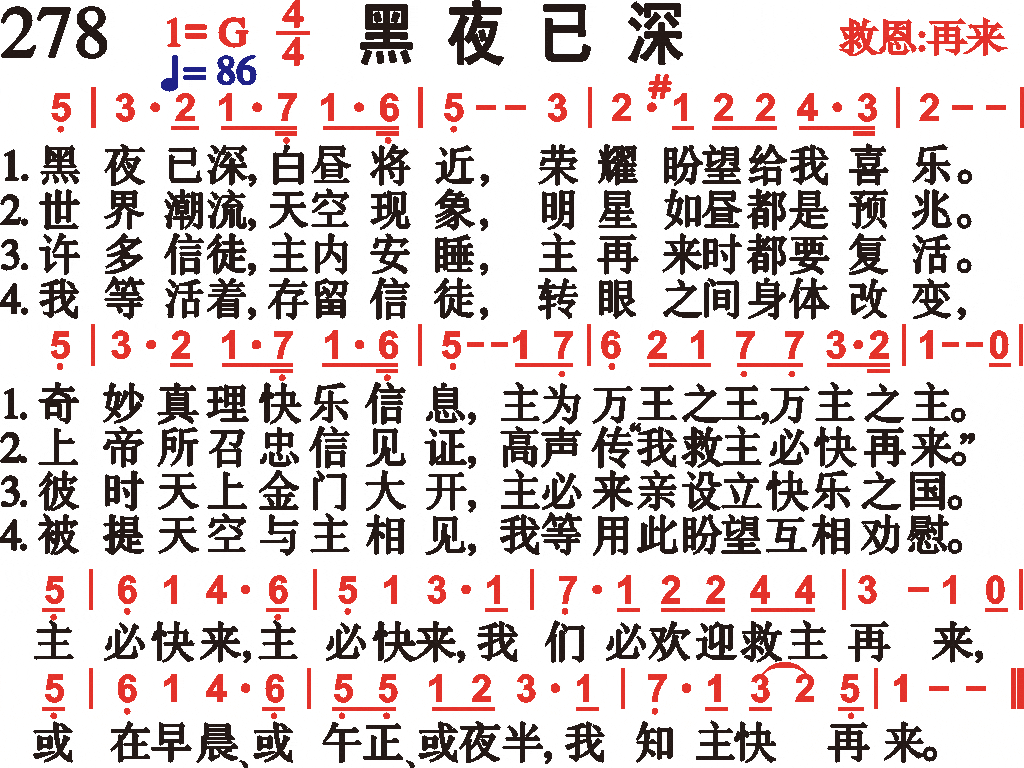 278 1=G 4/4 黑夜已深 救恩:再来
♩=86
5 | 3·2 1·7 1·6 | 5-- 3 | 2·#1 2 2 4·3 | 2-- |
1.黑夜已深,白昼将近,荣耀盼望给我喜乐。
2.世界潮流,天空现象,明星如昼都是预兆。
3.许多信徒,主内安睡,主再来时都要复活。
4.我等活着,存留信徒,转眼之间身体改变,
5 | 3·2 1·7 1·6 | 5--1 7 | 6 2 1 7 7 3·2 | 1--0 |
1.奇妙真理快乐信息,主为万王之王,万主之主。
2.上帝所召忠信见证,高声传“我救主必快再来。”
3.彼时天上金门大开,主必来亲设立快乐之国。
4.被提天空与主相见,我等用此盼望互相劝慰。
5 | 6 1 4·6 | 5 1 3·1 | 7·1 2 2 4 4 | 3 -1 0 |
主必快来,主必快来,我们必欢迎救主再来,
5 | 6 1 4·6 | 5 5 1 2 3·1 | 7·1 3 2 5 | 1-- ‖
或在早晨、或午正、或夜半,我知主快再来。